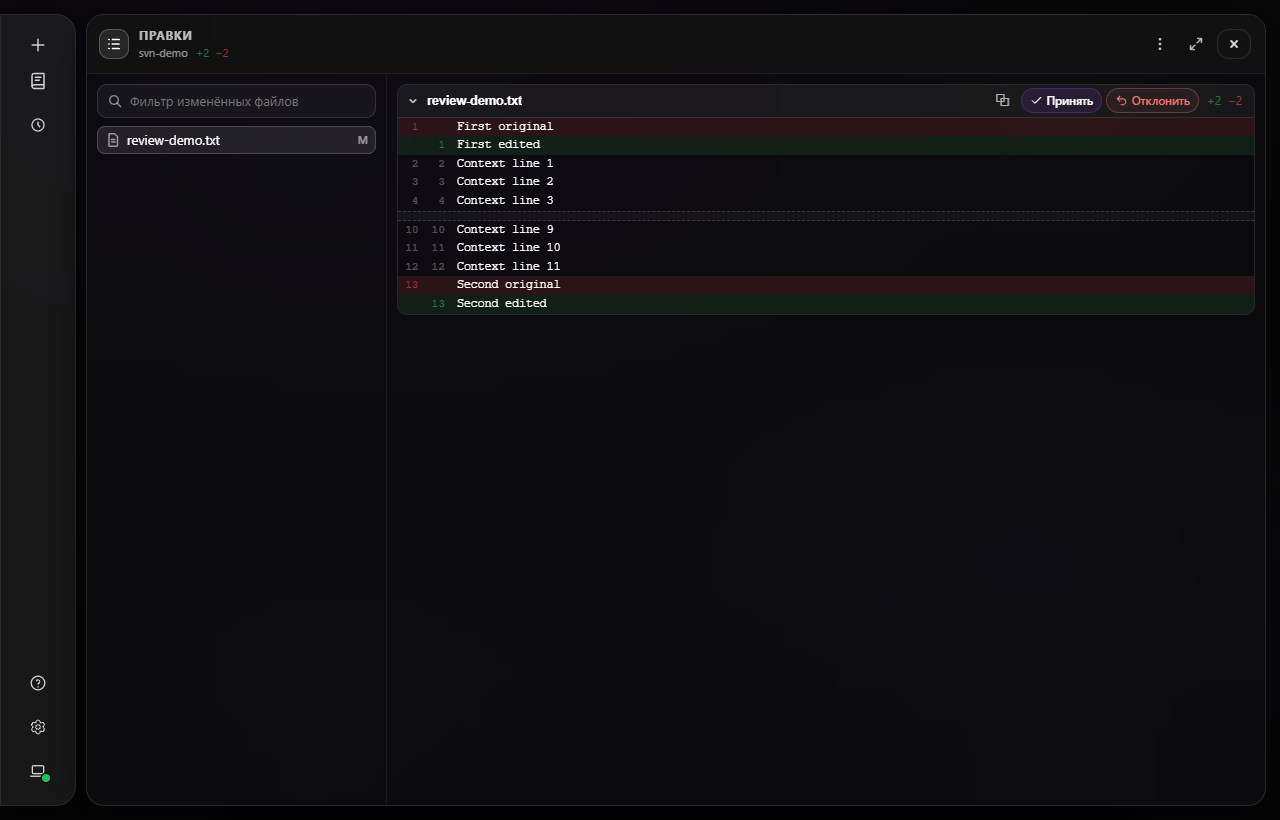 ПРАВКИ
svn-demo +2 −2
Фильтр изменённых файлов
review-demo.txt M
review-demo.txt Принять Отклонить +2 −2
1 First original
1 First edited
2 2 Context line 1
3 3 Context line 2
4 4 Context line 3
10 10 Context line 9
11 11 Context line 10
12 12 Context line 11
13 Second original
13 Second edited